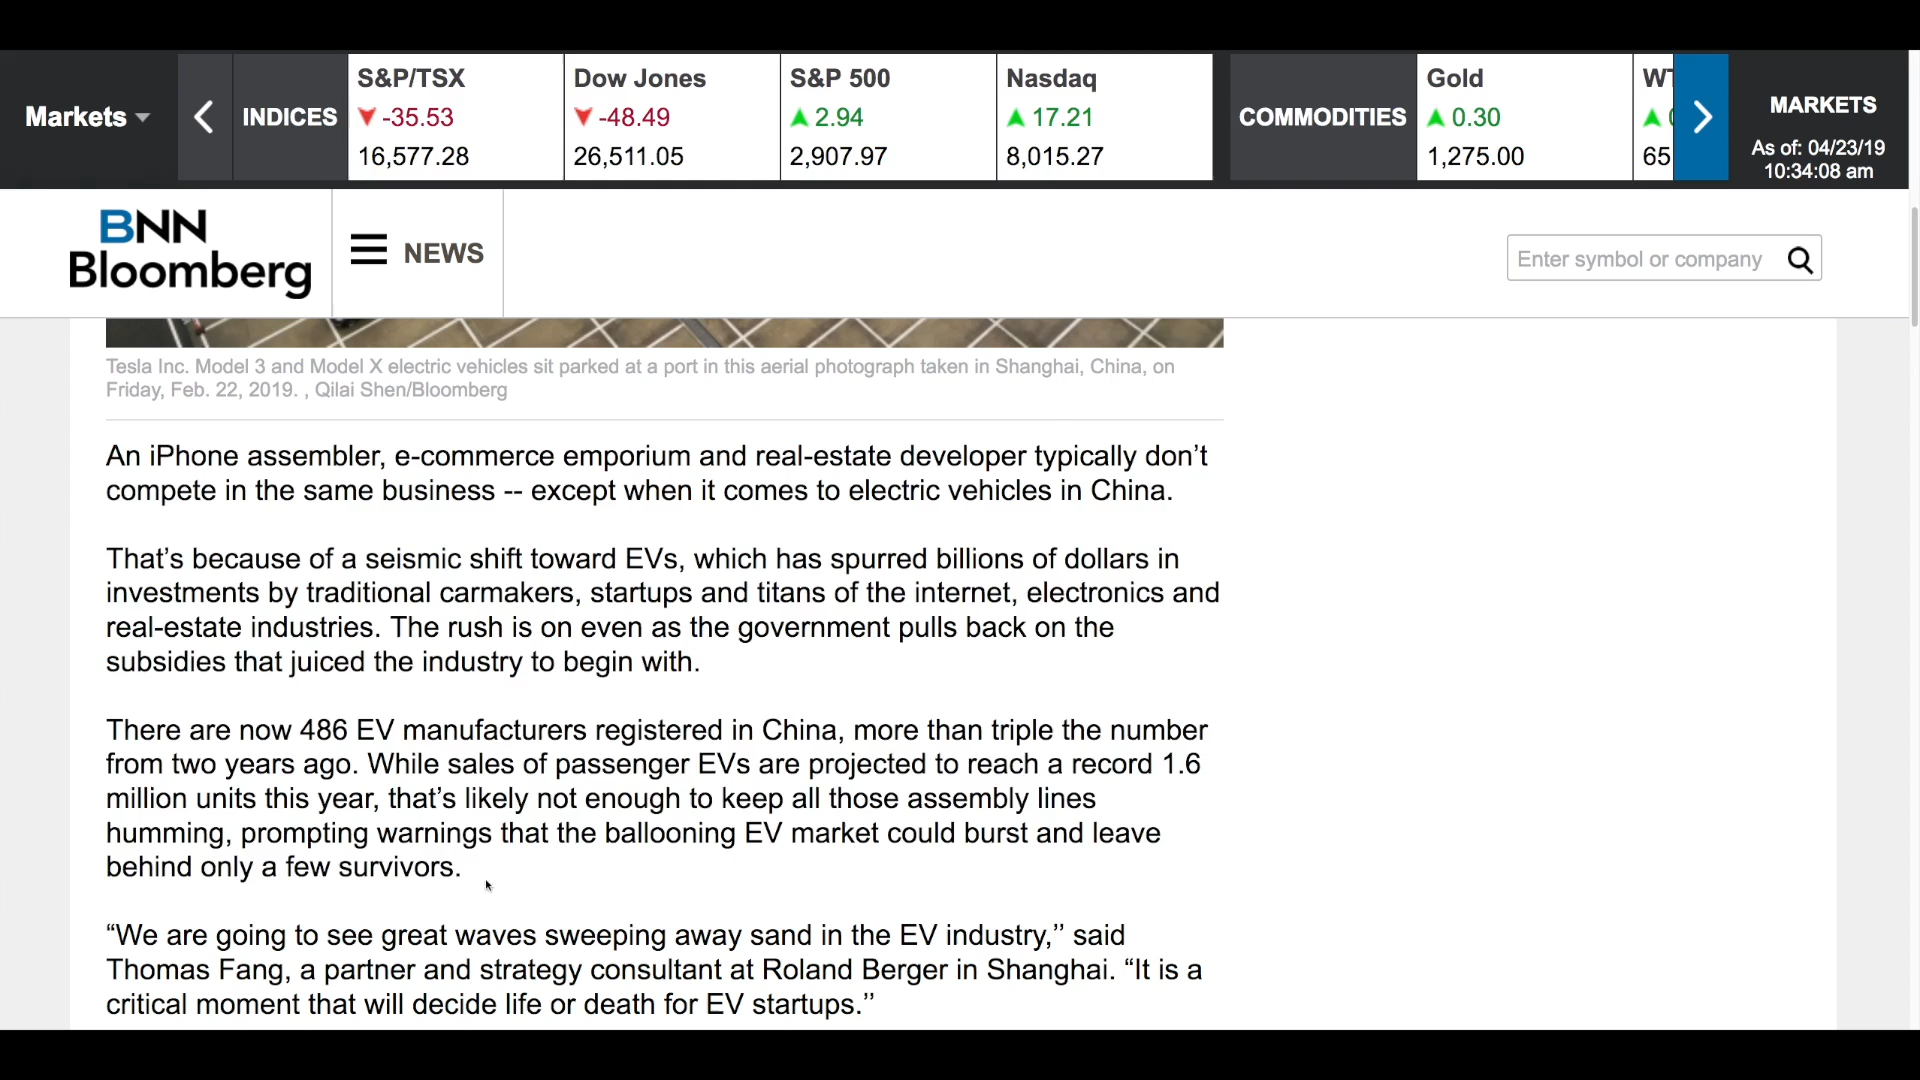 Markets
INDICES
S&P/TSX
-35.53
16,577.28
Dow Jones
-48.49
26,511.05
S&P 500
2.94
2,907.97
Nasdaq
17.21
8,015.27
COMMODITIES
Gold
0.30
1,275.00
65
MARKETS
As of: 04/23/19
10:34:08 am
BNN
Bloomberg
NEWS
Enter symbol or company
Tesla Inc. Model 3 and Model X electric vehicles sit parked at a port in this aerial photograph taken in Shanghai, China, on
Friday, Feb. 22, 2019. , Qilai Shen/Bloomberg
An iPhone assembler, e-commerce emporium and real-estate developer typically don’t
compete in the same business -- except when it comes to electric vehicles in China.
That’s because of a seismic shift toward EVs, which has spurred billions of dollars in
investments by traditional carmakers, startups and titans of the internet, electronics and
real-estate industries. The rush is on even as the government pulls back on the
subsidies that juiced the industry to begin with.
There are now 486 EV manufacturers registered in China, more than triple the number
from two years ago. While sales of passenger EVs are projected to reach a record 1.6
million units this year, that’s likely not enough to keep all those assembly lines
humming, prompting warnings that the ballooning EV market could burst and leave
behind only a few survivors.
“We are going to see great waves sweeping away sand in the EV industry,’’ said
Thomas Fang, a partner and strategy consultant at Roland Berger in Shanghai. “It is a
critical moment that will decide life or death for EV startups.’’